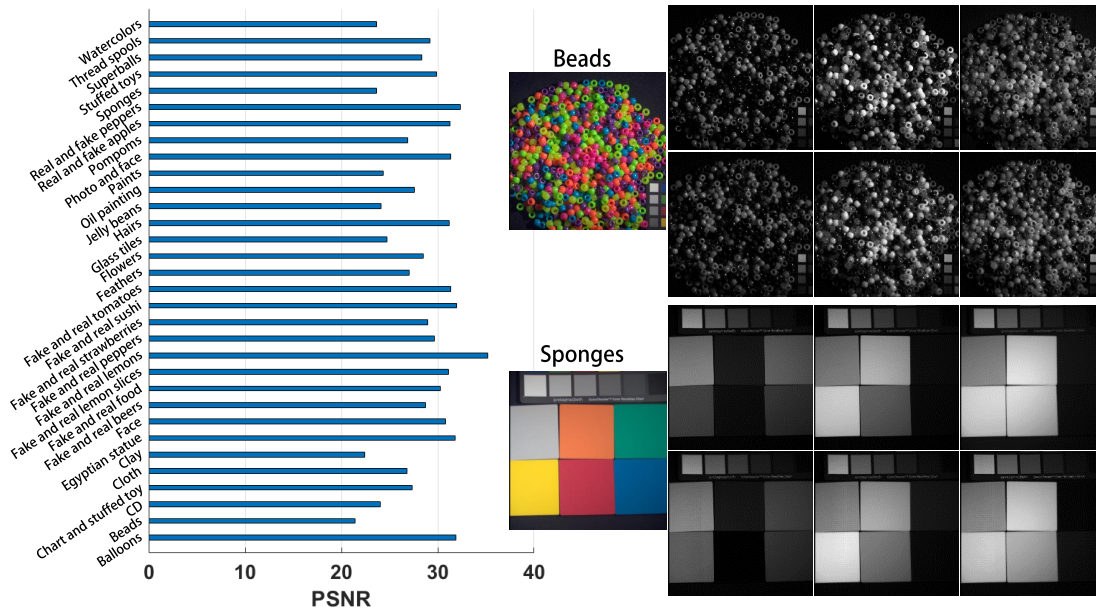 Watercolors
Thread spools
Superballs
Stuffed toys
Sponges
Real and fake peppers
Real and fake apples
Pompoms
Photo and face
Paints
Oil painting
Jelly beans
Hairs
Glass tiles
Flowers
Feathers
Fake and real tomatoes
Fake and real sushi
Fake and real strawberries
Fake and real peppers
Fake and real lemons
Fake and real lemon slices
Fake and real food
Fake and real beers
Face
Egyptian statue
Clay
Cloth
Chart and stuffed toy
CD
Beads
Balloons
0 10 20 30 40
PSNR
Beads
Sponges